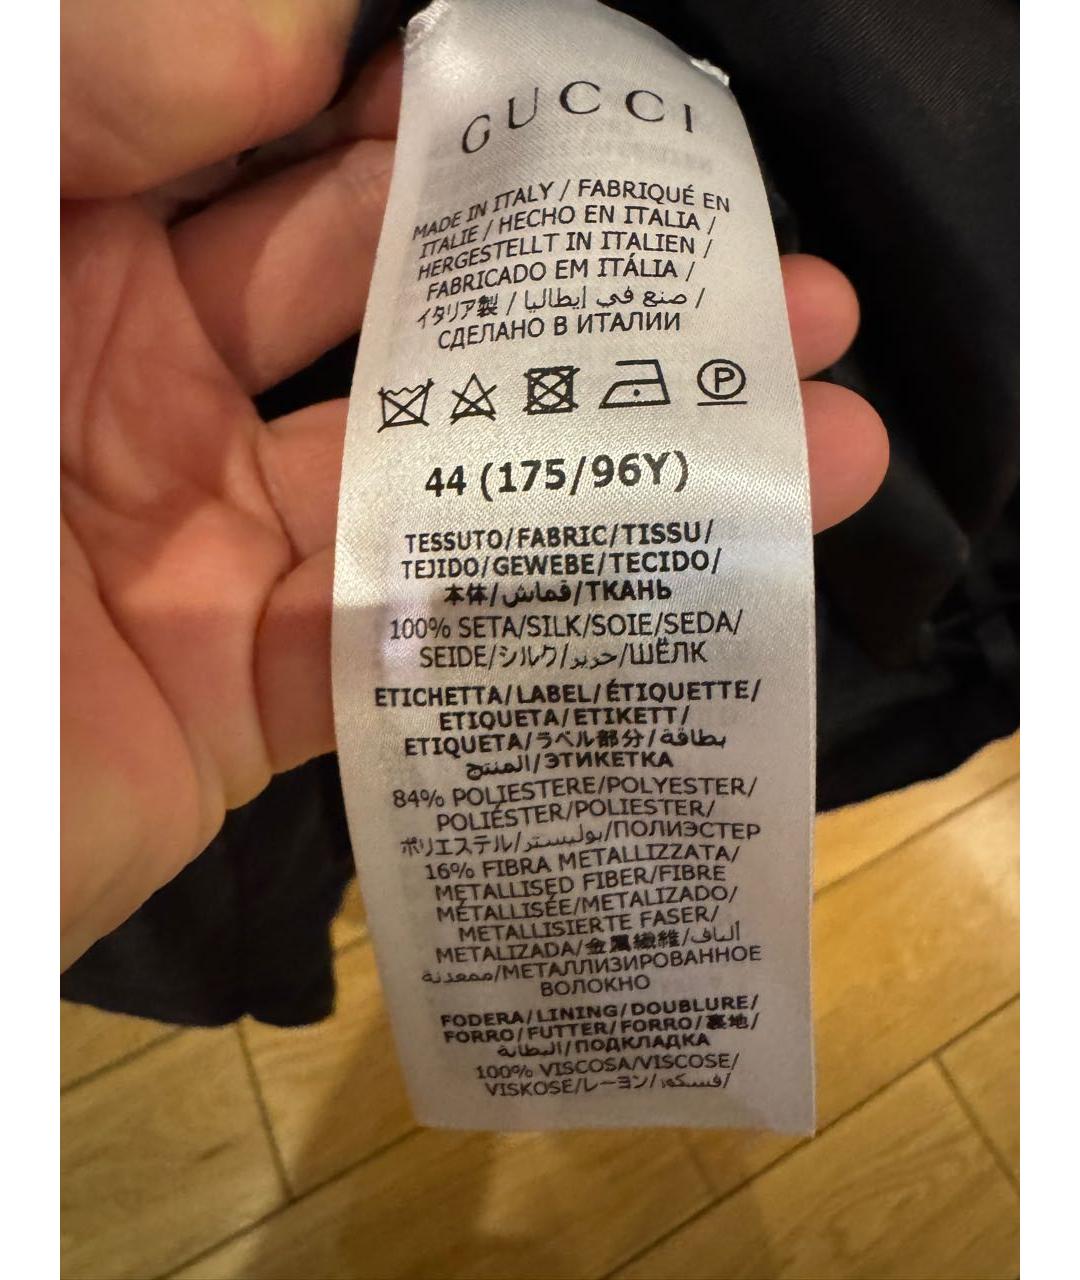 GUCCI
MADE IN ITALY / FABRIQUÉ EN
ITALIE / HECHO EN ITALIA /
HERGESTELLT IN ITALIEN /
FABRICADO EM ITÁLIA /
イタリア製 / صنع في إيطاليا /
СДЕЛАНО В ИТАЛИИ
P
44 (175/96Y)
TESSUTO/FABRIC/TISSU/
TEJIDO/GEWEBE/TECIDO/
本体/قماش/ТКАНЬ
100% SETA/SILK/SOIE/SEDA/
SEIDE/シルク/حرير/ШЁЛК
ETICHETTA/LABEL/ÉTIQUETTE/
ETIQUETA/ETIKETT/
ETIQUETA/ラベル部分/بطاقة
المنتج/ЭТИКЕТКА
84% POLIESTERE/POLYESTER/
POLIÉSTER/POLIESTER/
ポリエステル/بوليستر/ПОЛИЭСТЕР
16% FIBRA METALLIZZATA/
METALLISED FIBER/FIBRE
MÉTALLISÉE/METALIZADO/
METALLISIERTE FASER/
METALIZADA/金属繊維/ألياف
ممعدنة/МЕТАЛЛИЗИРОВАННОЕ
ВОЛОКНО
FODERA/LINING/DOUBLURE/
FORRO/FUTTER/FORRO/裏地/
البطانة/ПОДКЛАДКА
100% VISCOSA/VISCOSE/
VISKOSE/レーヨン/فسكوز/